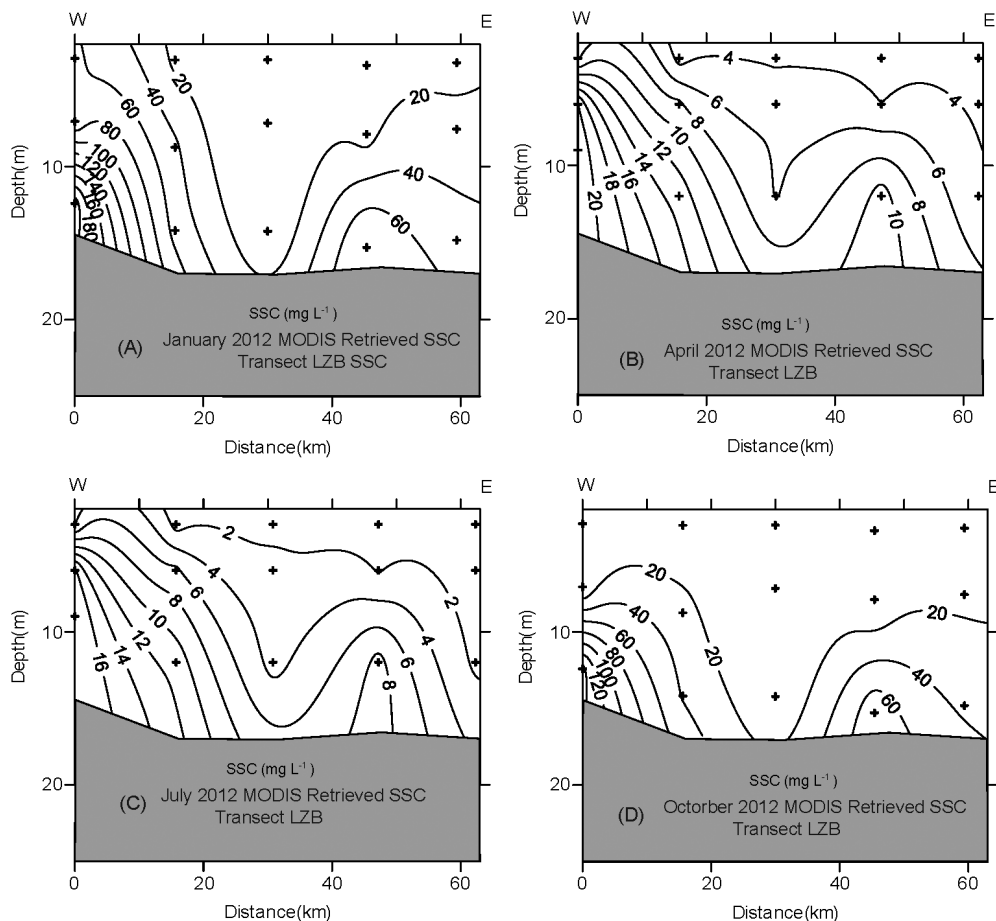 W E
20
40
60
20
80
100
120
40
180
60
10
20
Depth(m)
SSC (mg L⁻¹)
(A) January 2012 MODIS Retrieved SSC
Transect LZB SSC
0 20 40 60
Distance(km)
W E
4
4
6
8
10
12
14
16
18
20
6
8
10
10
20
Depth(m)
SSC (mg L⁻¹)
(B) April 2012 MODIS Retrieved SSC
Transect LZB
0 20 40 60
Distance(km)
W E
2
2
4
6
8
10
12
14
16
4
6
8
10
20
Depth(m)
SSC (mg L⁻¹)
(C) July 2012 MODIS Retrieved SSC
Transect LZB
0 20 40 60
Distance(km)
W E
20
40
20
60
80
100
120
20
40
60
10
20
Depth(m)
SSC (mg L⁻¹)
(D) Octorber 2012 MODIS Retrieved SSC
Transect LZB
0 20 40 60
Distance(km)